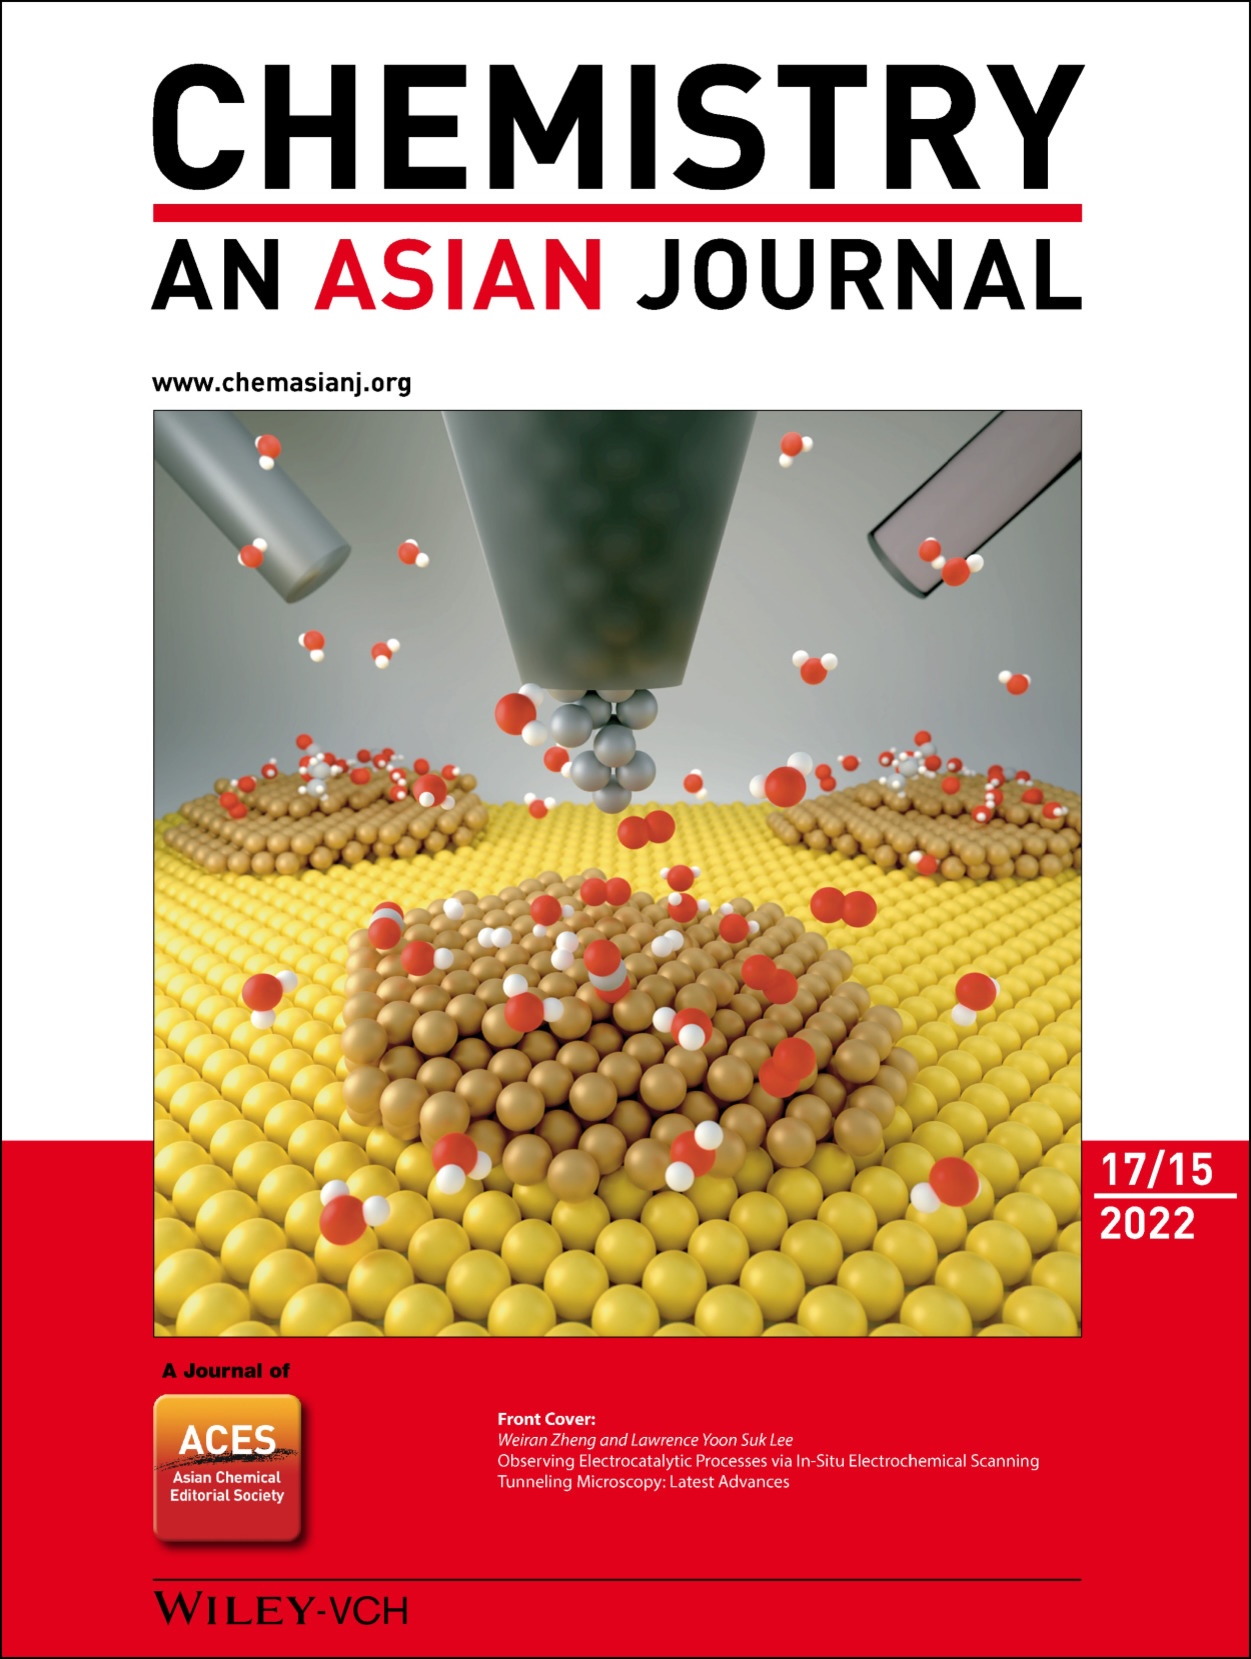 CHEMISTRY
AN ASIAN JOURNAL
www.chemasianj.org
17/15
2022
A Journal of
ACES
Asian Chemical
Editorial Society
Front Cover:
Weiran Zheng and Lawrence Yoon Suk Lee
Observing Electrocatalytic Processes via In-Situ Electrochemical Scanning
Tunneling Microscopy: Latest Advances
WILEY-VCH